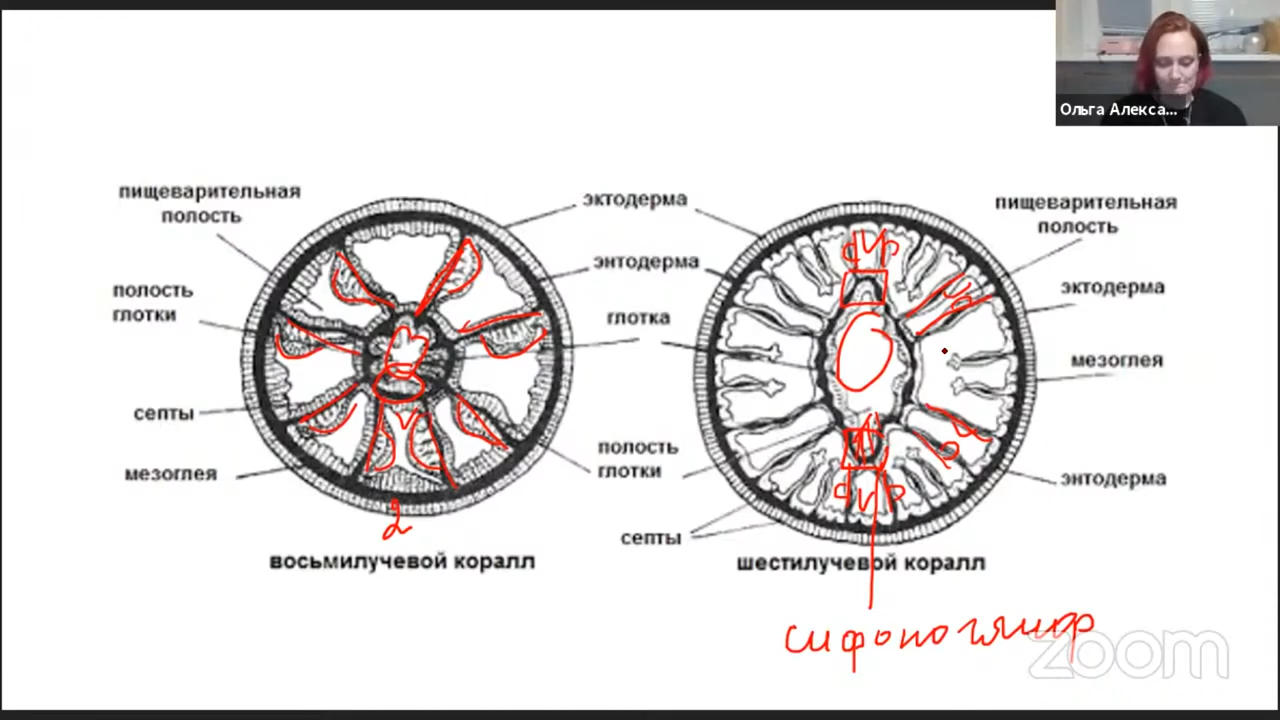 Ольга Алекса...
пищеварительная
полость
полость
глотки
септы
мезоглея
эктодерма
энтодерма
глотка
полость
глотки
септы
пищеварительная
полость
эктодерма
мезоглея
энтодерма
2
восьмилучевой коралл
шестилучевой коралл
сифоноглиф
zoom